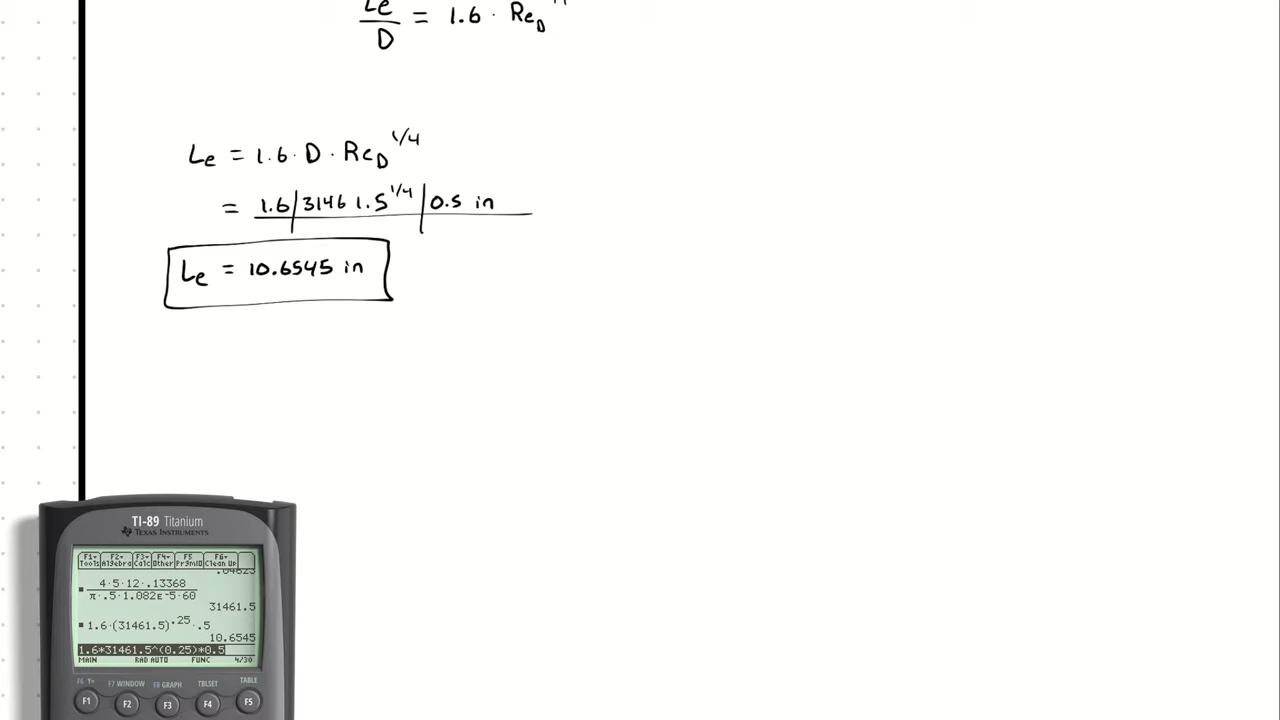 Le/D = 1.6 · Re_D
Le = 1.6 · D · Re_D^1/4
= 1.6 | 31461.5^1/4 | 0.5 in
Le = 10.6545 in
TI-89 Titanium
TEXAS INSTRUMENTS
F1 F2 F3 F4 F5 F6
Tools Algebra Calc Other PrgmIO Clean Up
.04623
4·5·12·.13368
π·.5·1.082E-5·60
31461.5
1.6·(31461.5)^.25·.5
10.6545
1.6*31461.5^(0.25)*0.5
MAIN RAD AUTO FUNC 4/30
F6 Y= F7 WINDOW F8 GRAPH TBLSET TABLE
F1 F2 F3 F4 F5